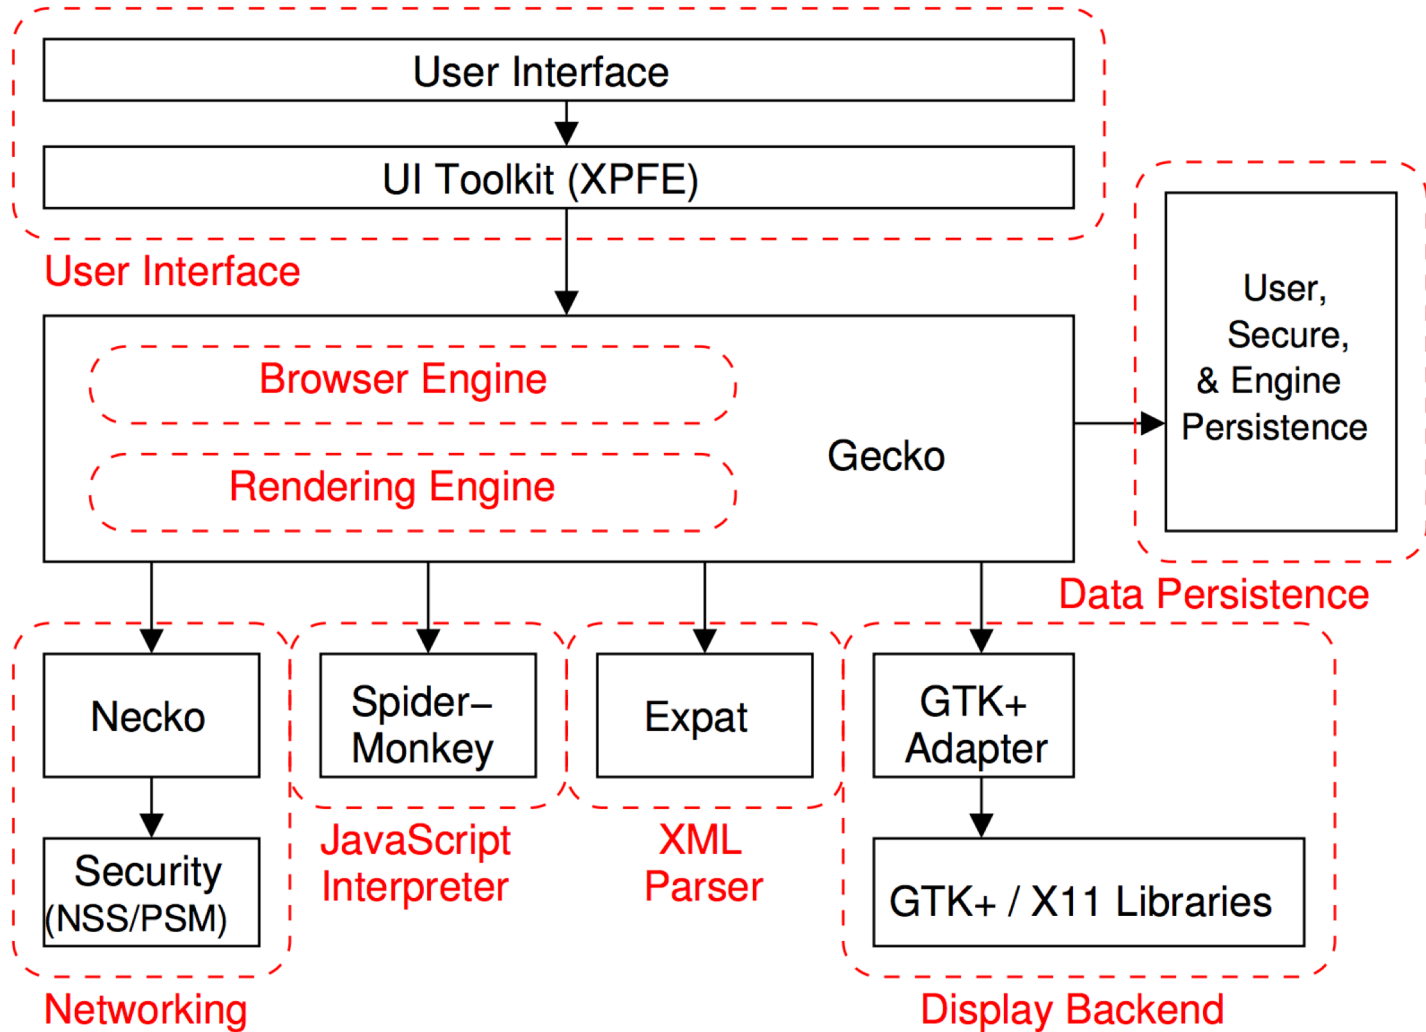 User Interface
UI Toolkit (XPFE)
User Interface
User,
Secure,
& Engine
Persistence
Browser Engine
Gecko
Rendering Engine
Data Persistence
Necko
Spider–
Monkey
Expat
GTK+
Adapter
JavaScript
Interpreter
XML
Parser
Security
(NSS/PSM)
GTK+ / X11 Libraries
Networking
Display Backend